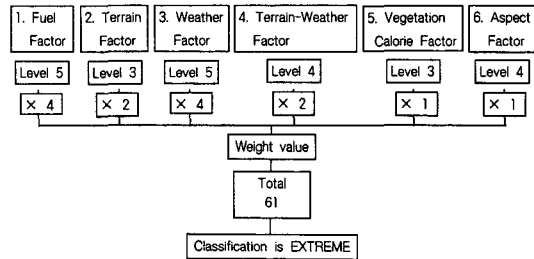 1. Fuel Factor
2. Terrain Factor
3. Weather Factor
4. Terrain-Weather Factor
5. Vegetation Calorie Factor
6. Aspect Factor
Level 5
Level 3
Level 5
Level 4
Level 3
Level 4
× 4
× 2
× 4
× 2
× 1
× 1
Weight value
Total
61
Classification is EXTREME